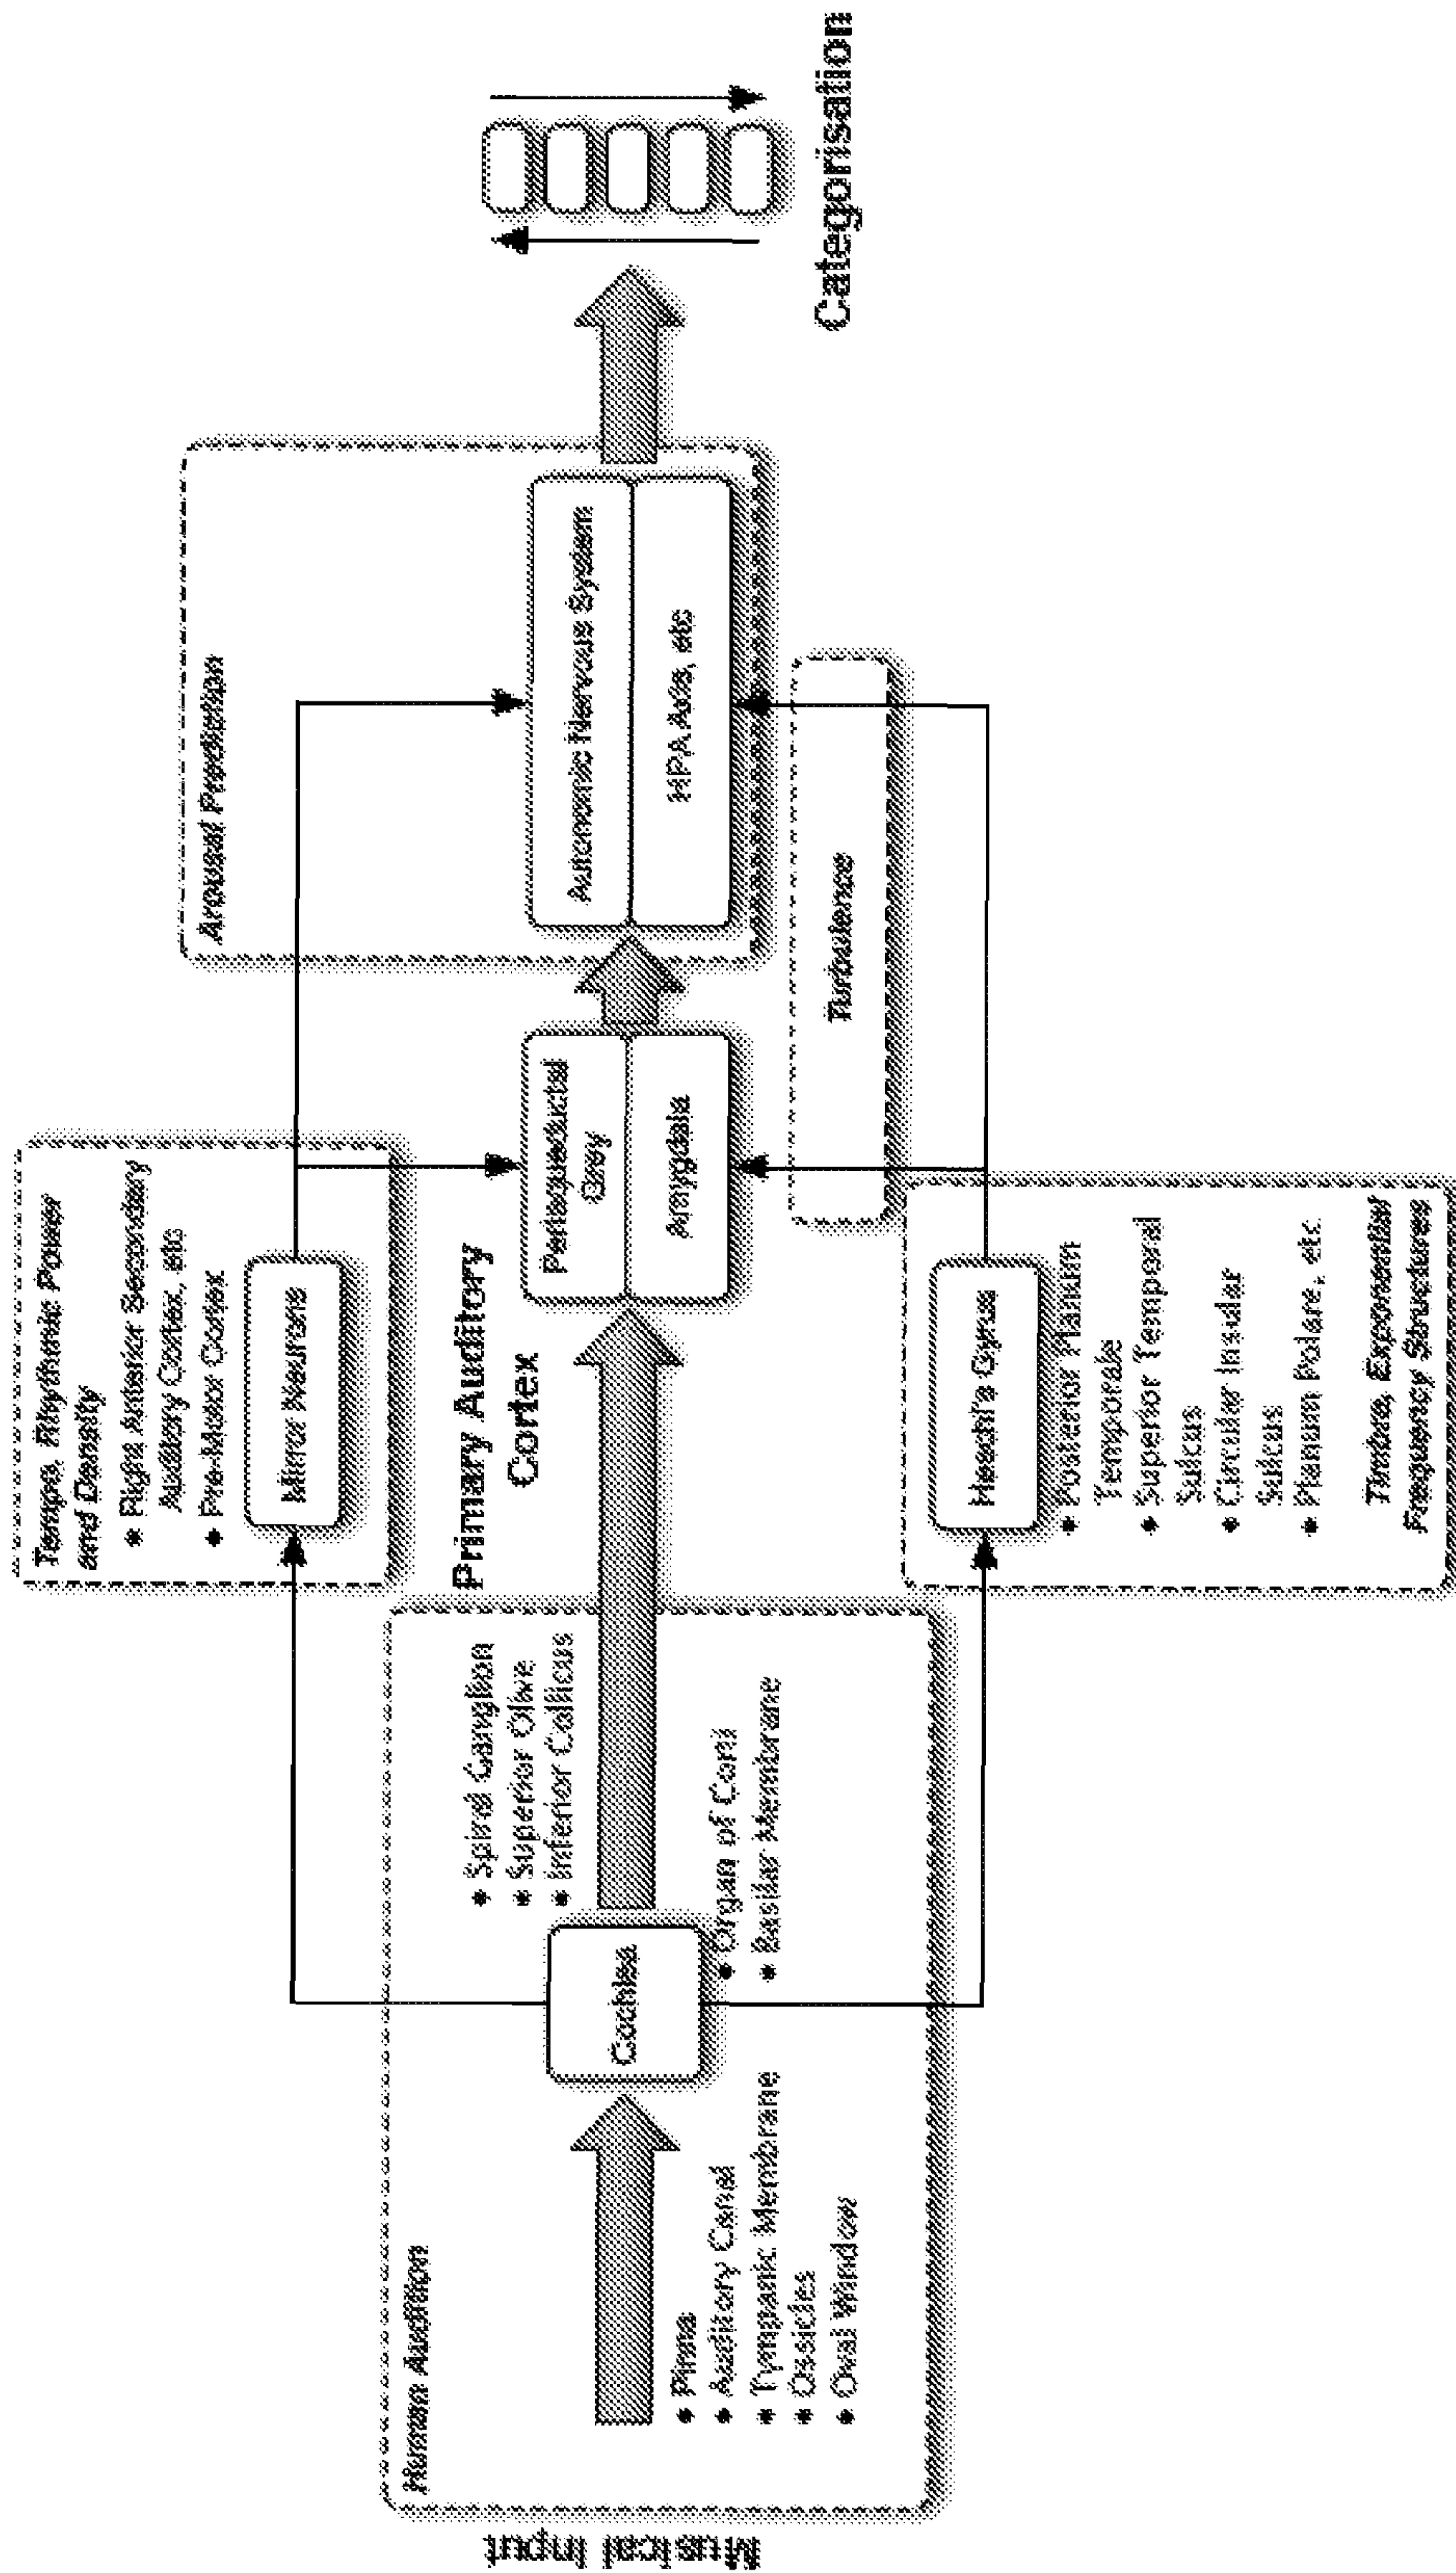 Human Audition
• Pinna
• Auditory Canal
• Tympanic Membrane
• Ossicles
• Oval Window
Cochlea
• Spiral Ganglion
• Superior Olive
• Inferior Collicus
• Organ of Corti
• Basilar Membrane
Tempo, Rhythmic Power
and Density
• Right Anterior Secondary
Auditory Cortex, etc
• Pre-Motor Cortex
Mirror Neurons
Primary Auditory
Cortex
Periaqueductal
Grey
Amygdala
Heschl's Gyrus
• Posterior Planum
Temporale
• Superior Temporal
Sulcus
• Circular Insular
Sulcus
• Planum Polare, etc
Timbre, Exponential
Frequency Structures
Turbulence
Arousal Prediction
Autonomic Nervous System
HPA Axis, etc
Categorisation